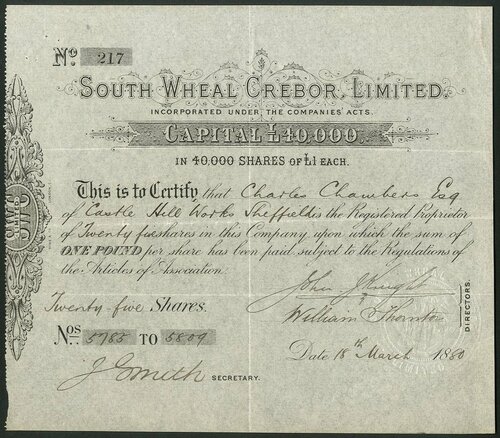 No. 217
SOUTH WHEAL CREBOR, LIMITED.
INCORPORATED UNDER THE COMPANIES ACTS.
CAPITAL £40,000
IN 40,000 SHARES OF £1 EACH.
This is to Certify that Charles Chambers Esq
of Castle Hill Works Sheffield is the Registered Proprietor
of Twenty five shares in this Company upon which the sum of
ONE POUND per share has been paid subject to the Regulations of
the Articles of Association.
Twenty-five Shares.
John J Knight
William Thornton
DIRECTORS.
Nos 5785 TO 5809
Date 18th March 1880
J Smith SECRETARY.
SWC